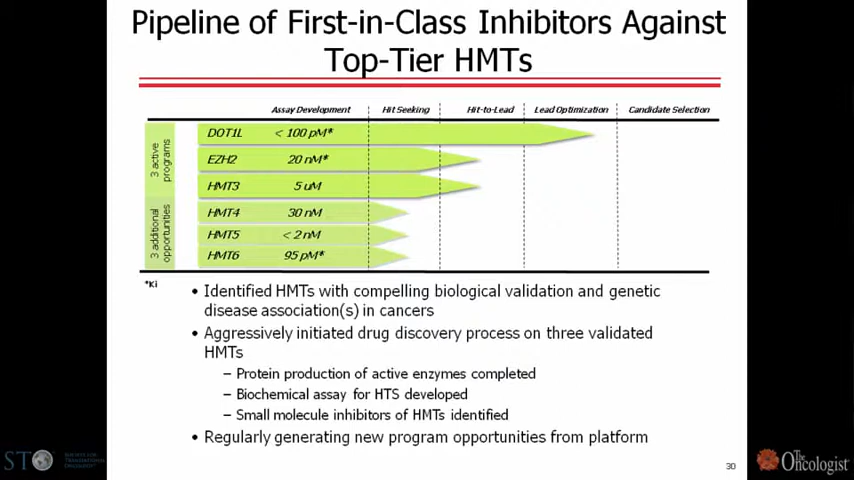 Pipeline of First-in-Class Inhibitors Against
Top-Tier HMTs
Assay Development Hit Seeking Hit-to-Lead Lead Optimization Candidate Selection
3 active
programs
DOT1L < 100 pM*
EZH2 20 nM*
HMT3 5 uM
3 additional
opportunities
HMT4 30 nM
HMT5 < 2 nM
HMT6 95 pM*
*Ki
• Identified HMTs with compelling biological validation and genetic
disease association(s) in cancers
• Aggressively initiated drug discovery process on three validated
HMTs
– Protein production of active enzymes completed
– Biochemical assay for HTS developed
– Small molecule inhibitors of HMTs identified
• Regularly generating new program opportunities from platform
30
STO
SOCIETY FOR
TRANSLATIONAL
ONCOLOGY
The
Oncologist